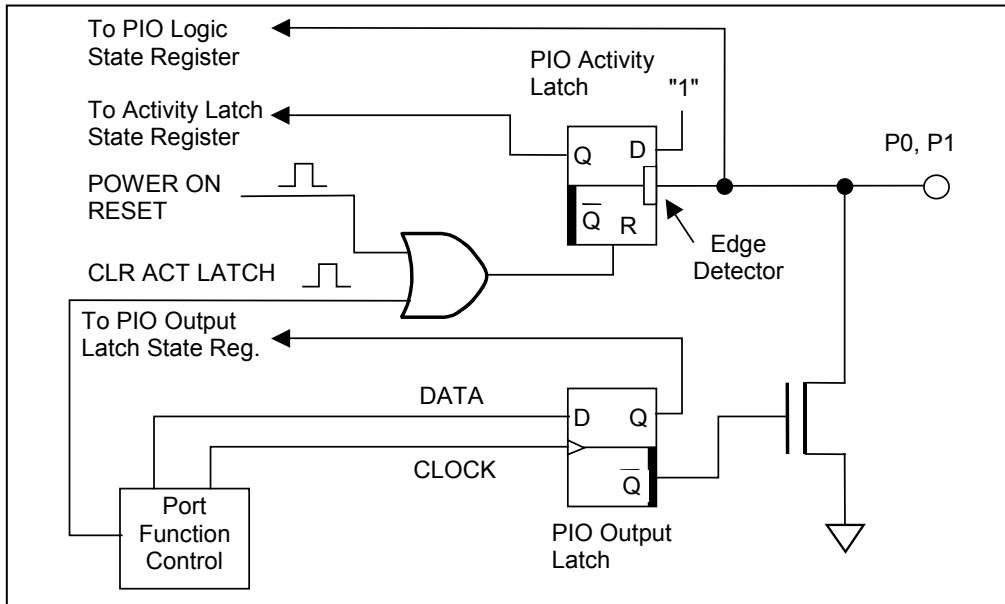 To PIO Logic
State Register
PIO Activity
Latch
"1"
To Activity Latch
State Register
Q
D
P0, P1
POWER ON
RESET
Q
R
Edge
Detector
CLR ACT LATCH
To PIO Output
Latch State Reg.
DATA
D
Q
CLOCK
Q
Port
Function
Control
PIO Output
Latch